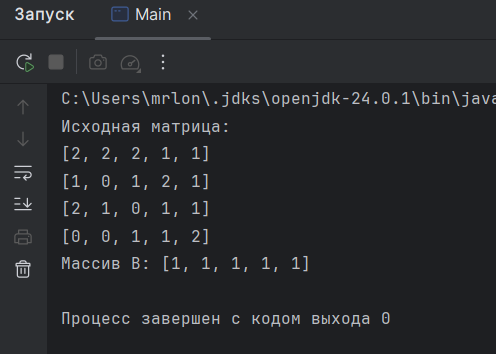 Запуск
Main
C:\Users\mrlon\.jdks\openjdk-24.0.1\bin\java
Исходная матрица:
[2, 2, 2, 1, 1]
[1, 0, 1, 2, 1]
[2, 1, 0, 1, 1]
[0, 0, 1, 1, 2]
Массив B: [1, 1, 1, 1, 1]
Процесс завершен с кодом выхода 0